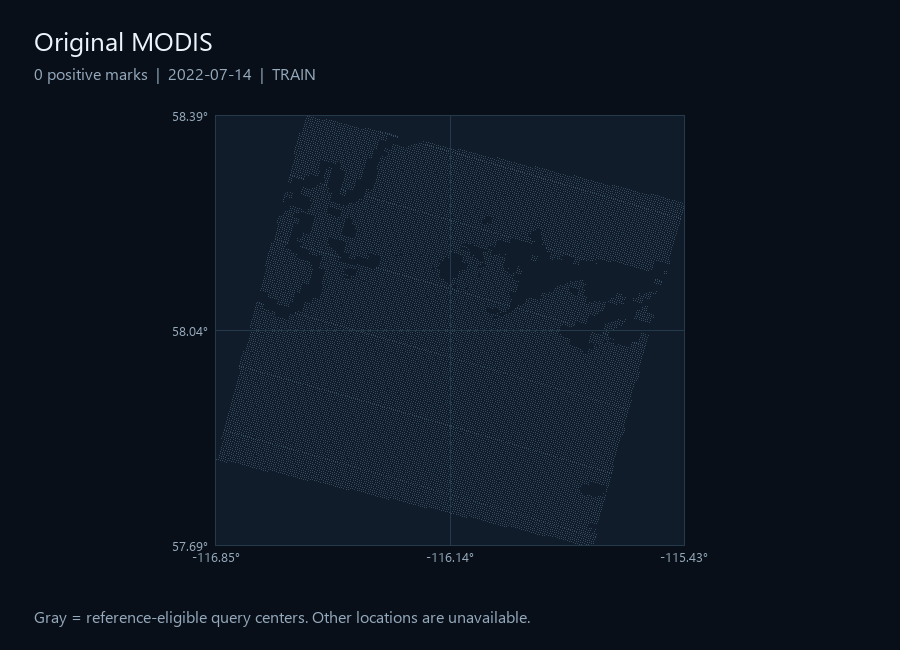 Original MODIS
0 positive marks | 2022-07-14 | TRAIN
58.39°
58.04°
57.69°
-116.85°
-116.14°
-115.43°
Gray = reference-eligible query centers. Other locations are unavailable.